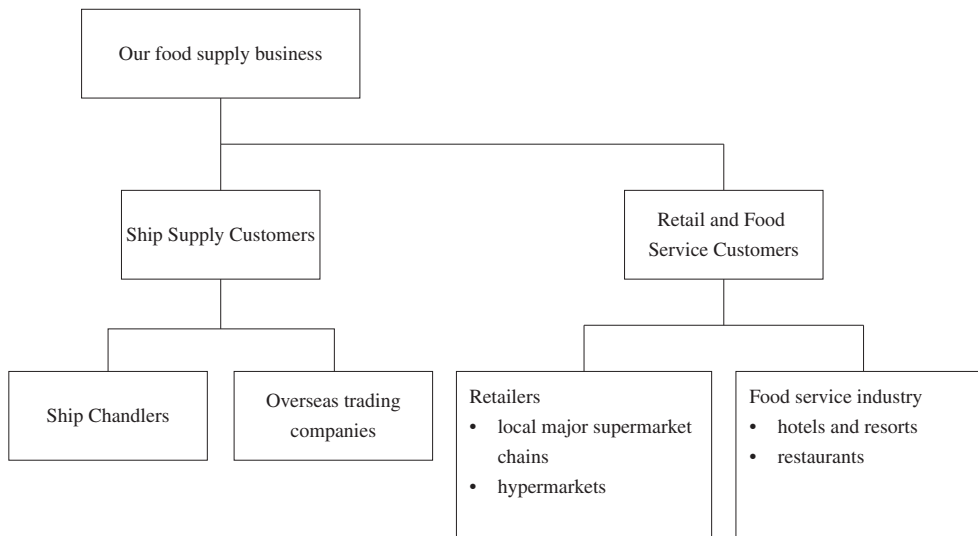 Our food supply business
Ship Supply Customers
Retail and Food
Service Customers
Ship Chandlers
Overseas trading
companies
Retailers
• local major supermarket
chains
• hypermarkets
Food service industry
• hotels and resorts
• restaurants